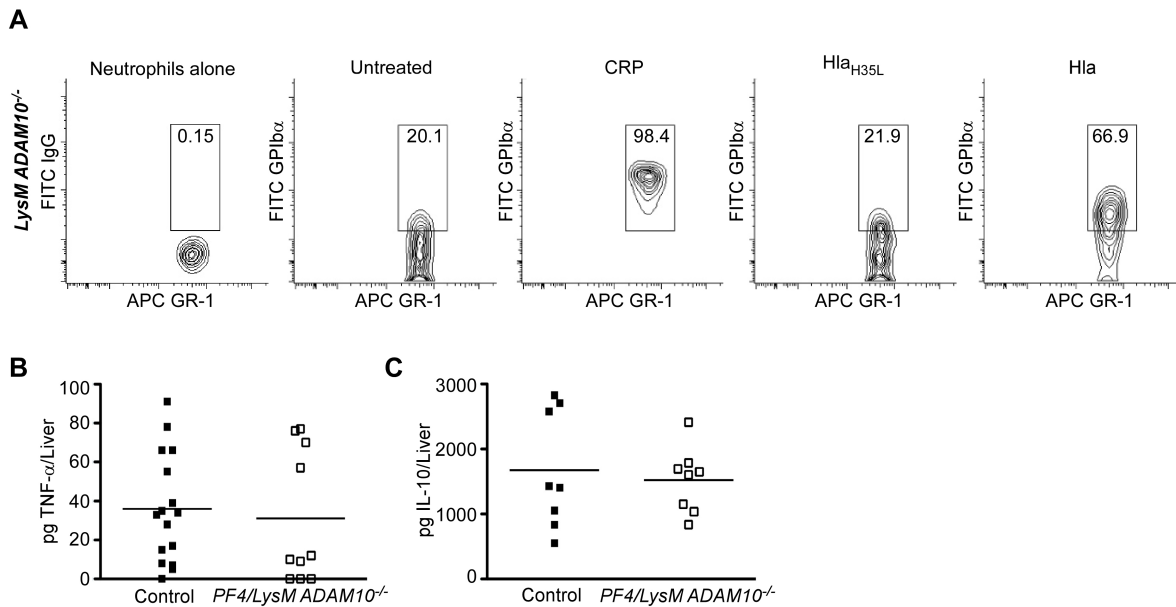 A
Neutrophils alone
Untreated
CRP
HlaH35L
Hla
LysM ADAM10-/-
FITC IgG
0.15
APC GR-1
FITC GPIbα
20.1
APC GR-1
FITC GPIbα
98.4
APC GR-1
FITC GPIbα
21.9
APC GR-1
FITC GPIbα
66.9
APC GR-1
B
pg TNF-α/Liver
100
80
60
40
20
0
Control
PF4/LysM ADAM10-/-
C
pg IL-10/Liver
3000
2000
1000
0
Control
PF4/LysM ADAM10-/-